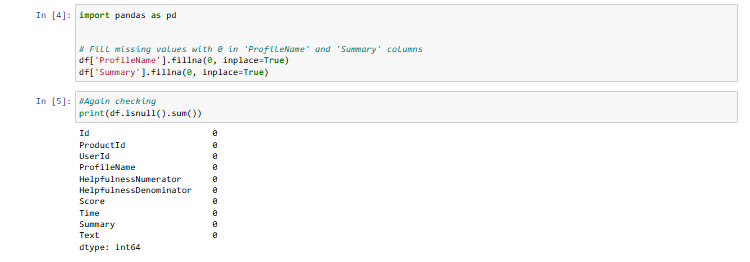 In [4]: import pandas as pd
# Fill missing values with 0 in 'ProfileName' and 'Summary' columns
df['ProfileName'].fillna(0, inplace=True)
df['Summary'].fillna(0, inplace=True)
In [5]: #Again checking
print(df.isnull().sum())
Id 0
ProductId 0
UserId 0
ProfileName 0
HelpfulnessNumerator 0
HelpfulnessDenominator 0
Score 0
Time 0
Summary 0
Text 0
dtype: int64